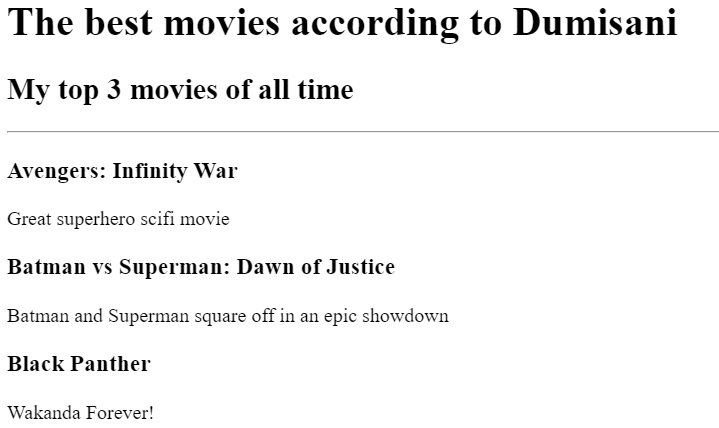 The best movies according to Dumisani
My top 3 movies of all time
Avengers: Infinity War
Great superhero scifi movie
Batman vs Superman: Dawn of Justice
Batman and Superman square off in an epic showdown
Black Panther
Wakanda Forever!